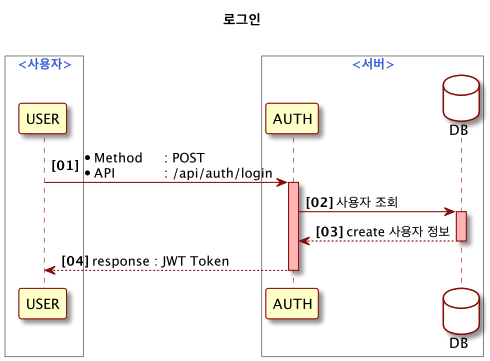 로그인
<사용자>
<서버>
USER
AUTH
DB
[01]
• Method : POST
• API : /api/auth/login
[02] 사용자 조회
[03] create 사용자 정보
[04] response : JWT Token
USER
AUTH
DB